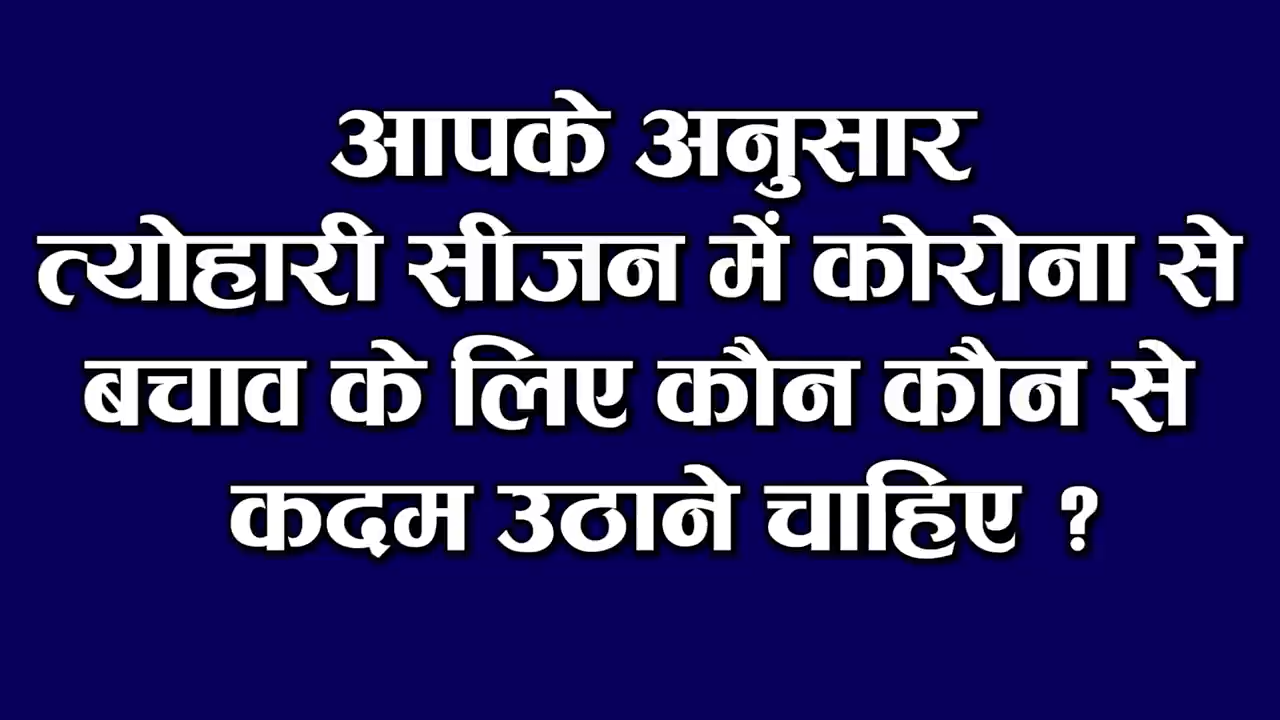 आपके अनुसार
त्योहारी सीजन में कोरोना से
बचाव के लिए कौन कौन से
कदम उठाने चाहिए ?